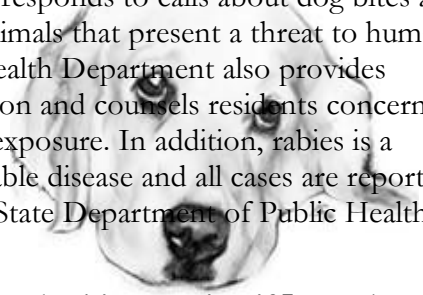 responds to calls about dog bites a
imals that present a threat to hum
ealth Department also provides
on and counsels residents concern
exposure. In addition, rabies is a
able disease and all cases are report
State Department of Public Health